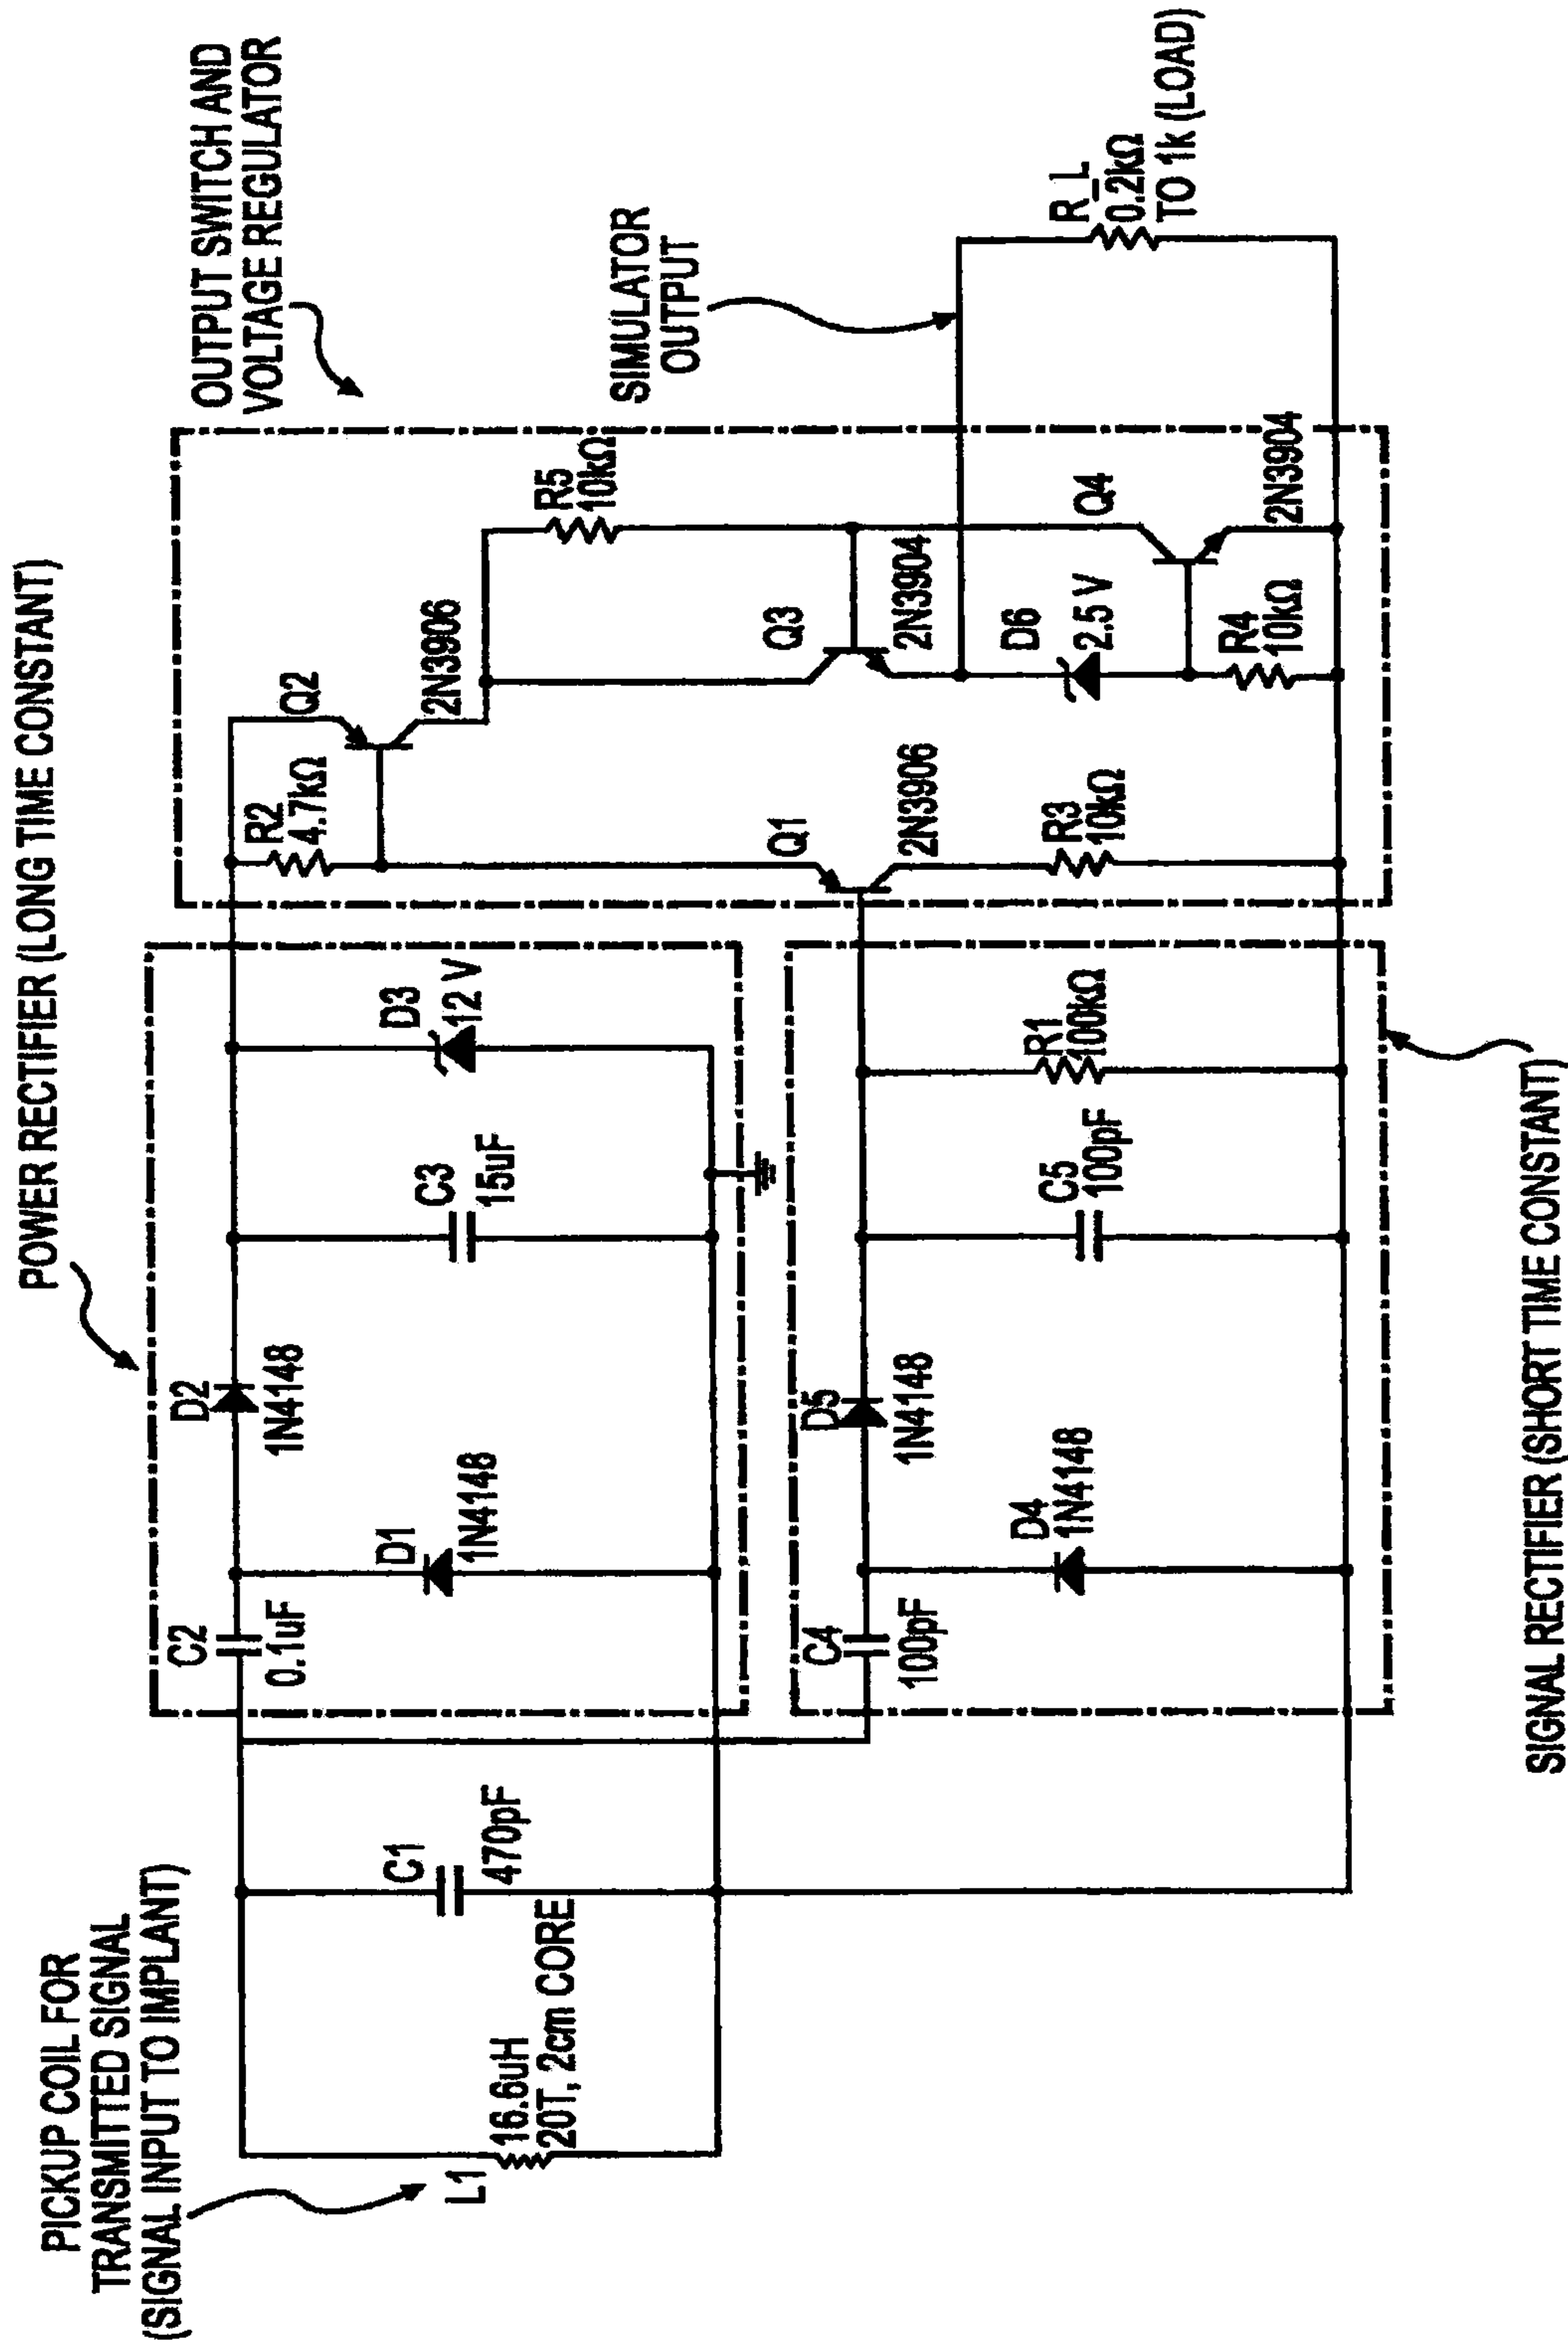 PICKUP COIL FOR
TRANSMITTED SIGNAL
(SIGNAL INPUT TO IMPLANT)
L1
16.6uH
20T, 2cm CORE
C1
470pF
POWER RECTIFIER (LONG TIME CONSTANT)
C2
0.1uF
D1
1N4148
D2
1N4148
C3
15uF
D3
12 V
C4
100pF
D4
1N4148
D5
1N4148
C5
100pF
R1
100kΩ
SIGNAL RECTIFIER (SHORT TIME CONSTANT)
OUTPUT SWITCH AND
VOLTAGE REGULATOR
R2
4.7kΩ
Q2
2N3906
Q1
2N3906
R3
10kΩ
R5
10kΩ
Q3
2N3904
D6
2.5 V
Q4
2N3904
R4
10kΩ
SIMULATOR
OUTPUT
R_L
0.2kΩ
TO 1k (LOAD)